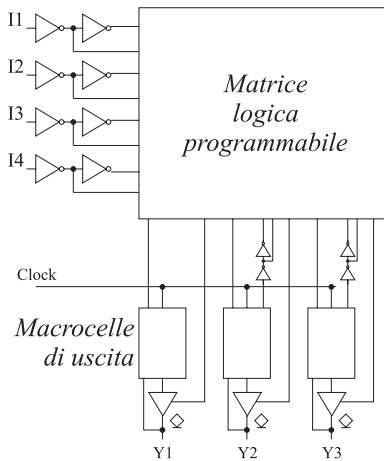 I1
I2
I3
I4
Matrice
logica
programmabile
Clock
Macrocelle
di uscita
Y1 Y2 Y3